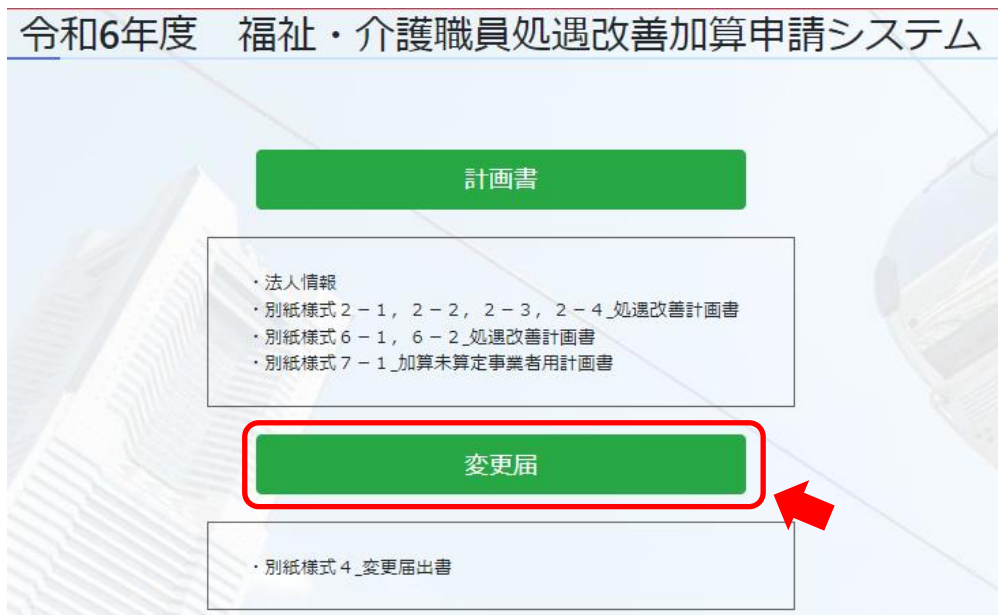 令和6年度　福祉・介護職員処遇改善加算申請システム
計画書
・法人情報
・別紙様式２－１，２－２，２－３，２－４_処遇改善計画書
・別紙様式６－１，６－２_処遇改善計画書
・別紙様式７－１_加算未算定事業者用計画書
変更届
・別紙様式４_変更届出書